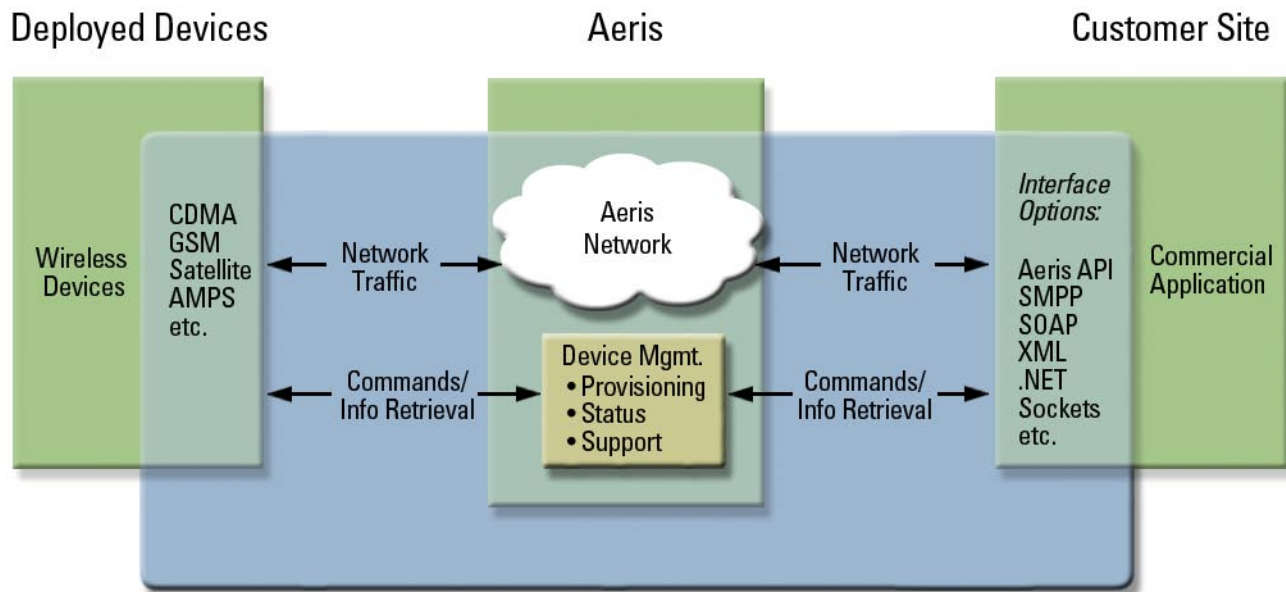 Deployed Devices
Aeris
Customer Site
Wireless
Devices
CDMA
GSM
Satellite
AMPS
etc.
Network
Traffic
Commands/
Info Retrieval
Aeris
Network
Device Mgmt.
• Provisioning
• Status
• Support
Network
Traffic
Commands/
Info Retrieval
Interface
Options:
Aeris API
SMPP
SOAP
XML
.NET
Sockets
etc.
Commercial
Application